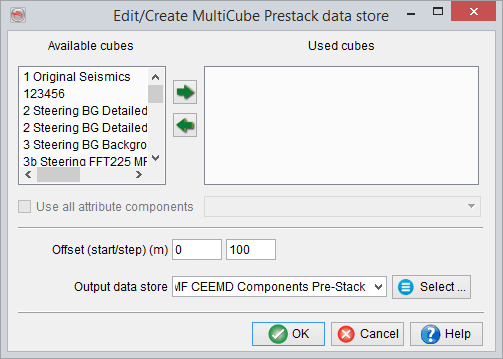 Edit/Create MultiCube Prestack data store
Available cubes
Used cubes
1 Original Seismics
123456
2 Steering BG Detailed
2 Steering BG Detailed
3 Steering BG Backgro
3b Steering FFT225 MF
Use all attribute components
Offset (start/step) (m)
0
100
Output data store
MF CEEMD Components Pre-Stack
Select ...
OK
Cancel
Help